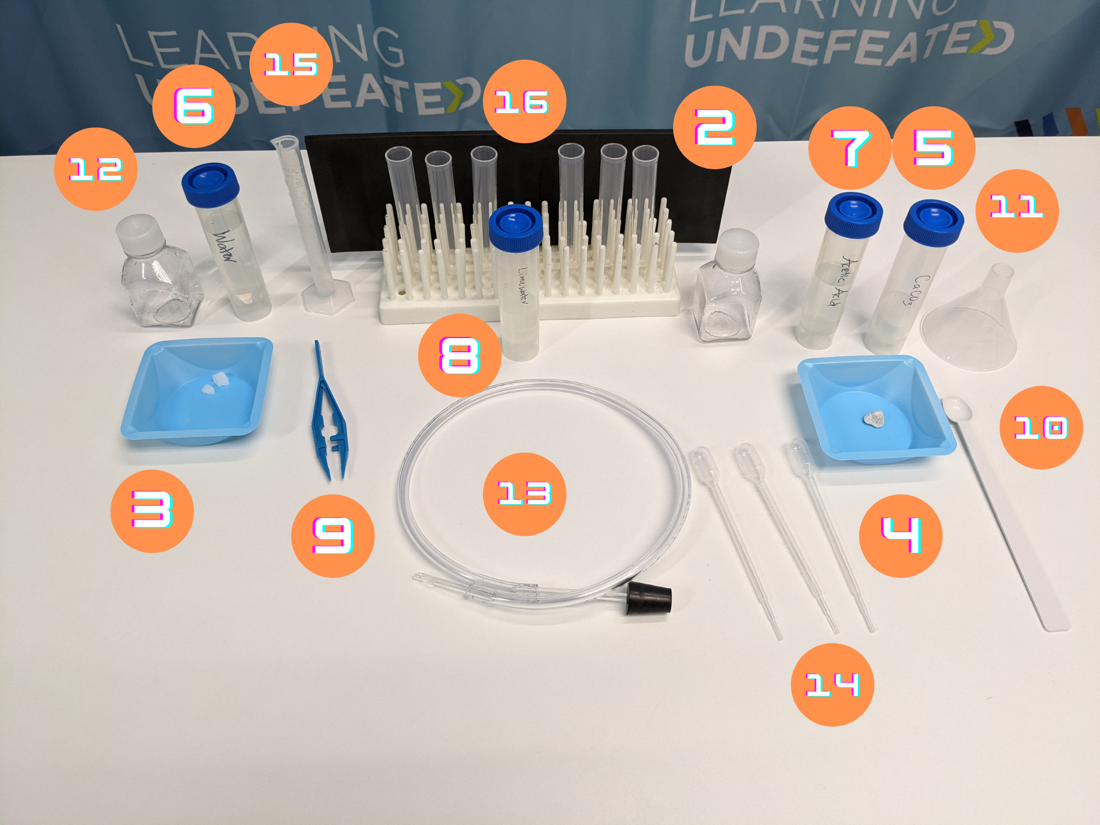 LEARNING
UNDEFEATED
LEARNING
UNDEFEATED
15
6
16
2
7
5
12
11
Water
Limewater
Acetic Acid
CaCO3
8
10
3
9
13
4
14